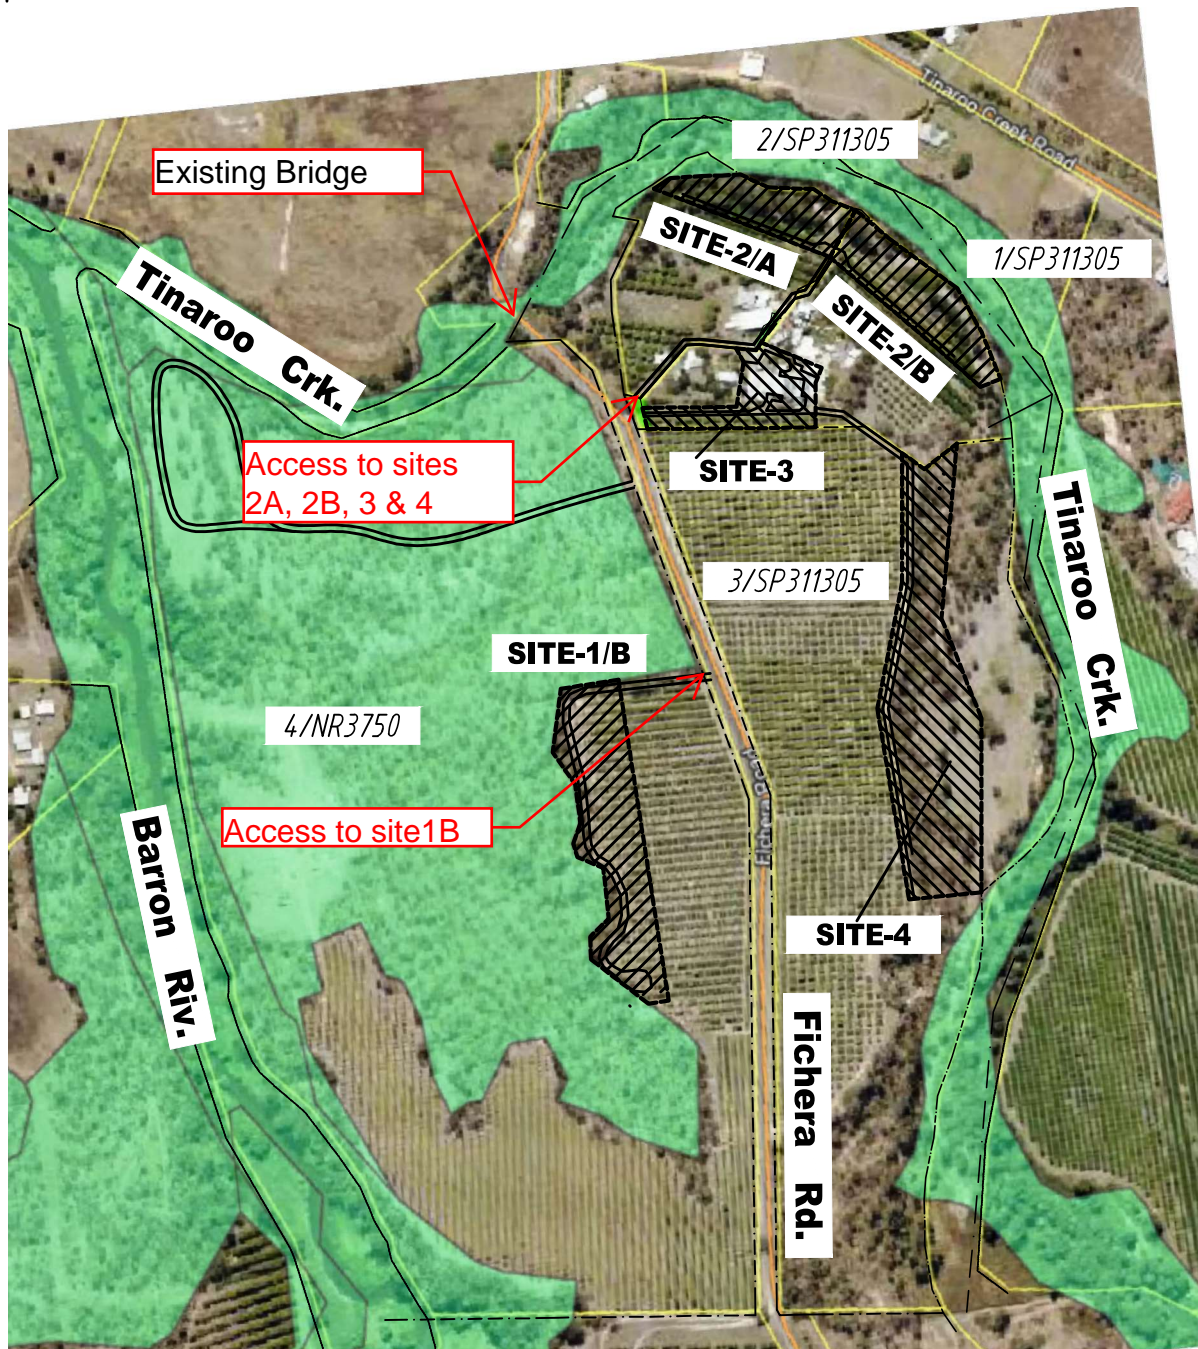 Tinaroo Creek Road
2/SP311305
Existing Bridge
SITE-2/A
1/SP311305
Tinaroo Crk.
SITE-2/B
Access to sites
2A, 2B, 3 & 4
SITE-3
Tinaroo Crk.
3/SP311305
SITE-1/B
4/NR3750
Fichera Road
Access to site1B
Barron Riv.
SITE-4
Fichera Rd.